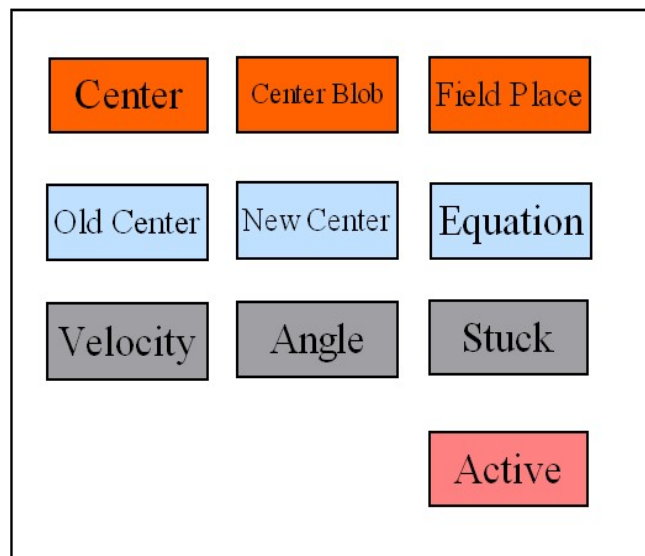 Center
Center Blob
Field Place
Old Center
New Center
Equation
Velocity
Angle
Stuck
Active